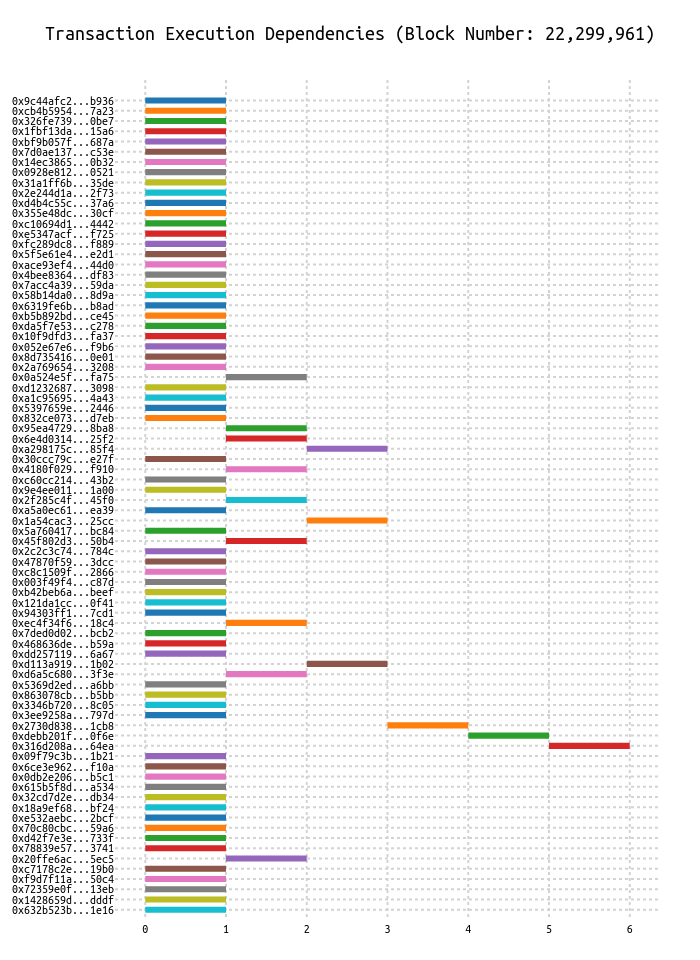 Transaction Execution Dependencies (Block Number: 22,299,961)
0x9c44afc2...b936
0xcb4b5954...7a23
0x326fe739...0be7
0x1fbf13da...15a6
0xbf9b057f...687a
0x7d0ae137...c53e
0x14ec3865...0b32
0x0928e812...0521
0x31a1ff6b...35de
0x2e244d1a...2f73
0xd4b4c55c...37a6
0x355e48dc...30cf
0xc10694d1...4442
0xe5347acf...f725
0xfc289dc8...f889
0x5f5e61e4...e2d1
0xace93ef4...44d0
0x4bee8364...df83
0x7acc4a39...59da
0x58b14da0...8d9a
0x6319fe6b...b8ad
0xb5b892bd...ce45
0xda5f7e53...c278
0x10f9dfd3...fa37
0x052e67e6...f9b6
0x8d735416...0e01
0x2a769654...3208
0x0a524e5f...fa75
0xd1232687...3098
0xa1c95695...4a43
0x5397659e...2446
0x832ce073...d7eb
0x95ea4729...8ba8
0x6e4d0314...25f2
0xa298175c...85f4
0x30ccc79c...e27f
0x4180f029...f910
0xc60cc214...43b2
0x9e4ee011...1a00
0x2f285c4f...45f0
0xa5a0ec61...ea39
0x1a54cac3...25cc
0x5a760417...bc84
0x45f802d3...50b4
0x2c2c3c74...784c
0x47870f59...3dcc
0xc8c1509f...2866
0x003f49f4...c87d
0xb42beb6a...beef
0x121da1cc...0f41
0x94303ff1...7cd1
0xec4f34f6...18c4
0x7ded0d02...bcb2
0x468636de...b59a
0xdd257119...6a67
0xd113a919...1b02
0xd6a5c680...3f3e
0x5369d2ed...a6bb
0x863078cb...b5bb
0x3346b720...8c05
0x3ee9258a...797d
0x2730d838...1cb8
0xdebb201f...0f6e
0x316d208a...64ea
0x09f79c3b...1b21
0x6ce3e962...f10a
0x0db2e206...b5c1
0x615b5f8d...a534
0x32cd7d2e...db34
0x18a9ef68...bf24
0xe532aebc...2bcf
0x70c80cbc...59a6
0xd42f7e3e...733f
0x78839e57...3741
0x20ffe6ac...5ec5
0xc7178c2e...19b0
0xf9d7f11a...50c4
0x72359e0f...13eb
0x1428659d...dddf
0x632b523b...1e16
0 1 2 3 4 5 6